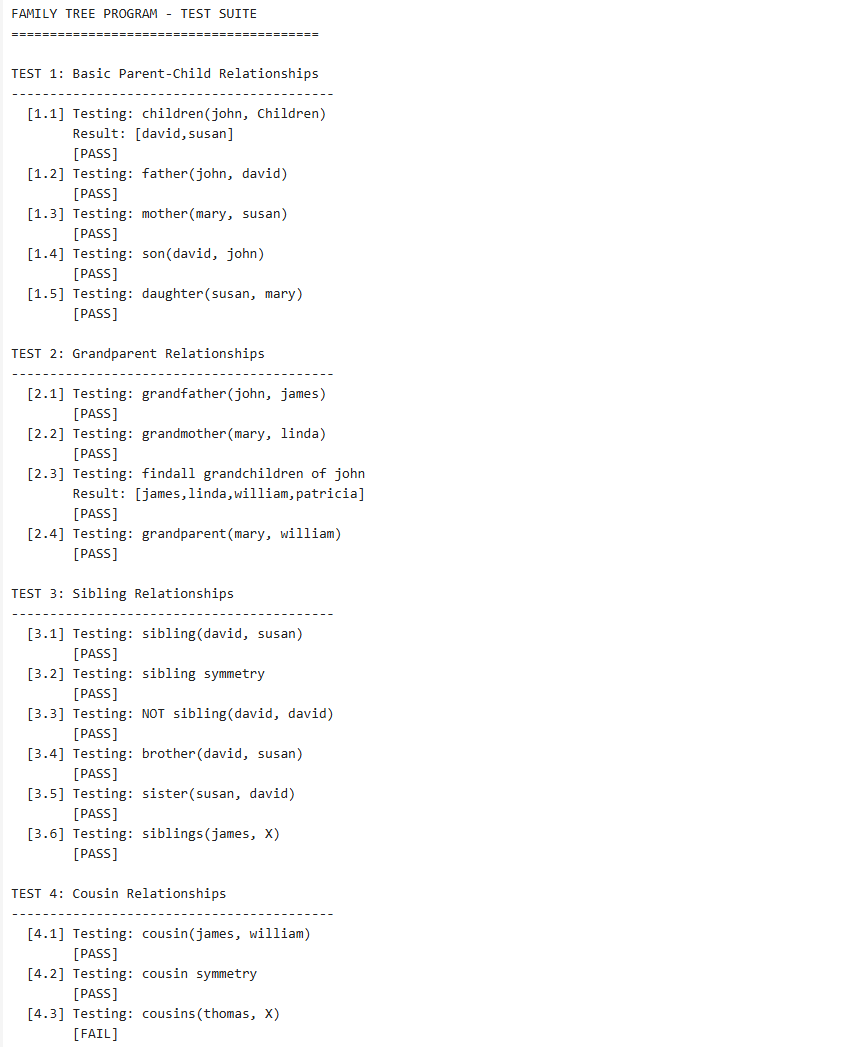 FAMILY TREE PROGRAM - TEST SUITE
========================================
TEST 1: Basic Parent-Child Relationships
------------------------------------------
[1.1] Testing: children(john, Children)
Result: [david,susan]
[PASS]
[1.2] Testing: father(john, david)
[PASS]
[1.3] Testing: mother(mary, susan)
[PASS]
[1.4] Testing: son(david, john)
[PASS]
[1.5] Testing: daughter(susan, mary)
[PASS]
TEST 2: Grandparent Relationships
------------------------------------------
[2.1] Testing: grandfather(john, james)
[PASS]
[2.2] Testing: grandmother(mary, linda)
[PASS]
[2.3] Testing: findall grandchildren of john
Result: [james,linda,william,patricia]
[PASS]
[2.4] Testing: grandparent(mary, william)
[PASS]
TEST 3: Sibling Relationships
------------------------------------------
[3.1] Testing: sibling(david, susan)
[PASS]
[3.2] Testing: sibling symmetry
[PASS]
[3.3] Testing: NOT sibling(david, david)
[PASS]
[3.4] Testing: brother(david, susan)
[PASS]
[3.5] Testing: sister(susan, david)
[PASS]
[3.6] Testing: siblings(james, X)
[PASS]
TEST 4: Cousin Relationships
------------------------------------------
[4.1] Testing: cousin(james, william)
[PASS]
[4.2] Testing: cousin symmetry
[PASS]
[4.3] Testing: cousins(thomas, X)
[FAIL]